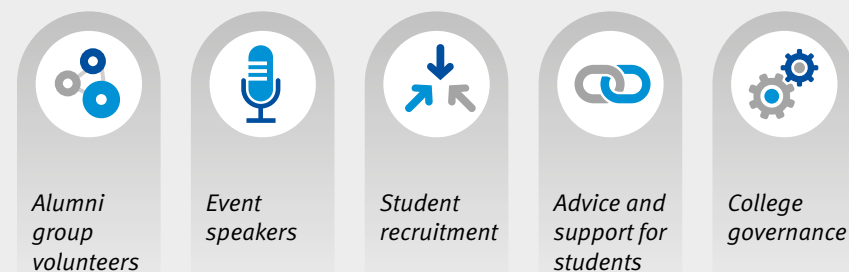 Alumni
group
volunteers
Event
speakers
Student
recruitment
Advice and
support for
students
College
governance